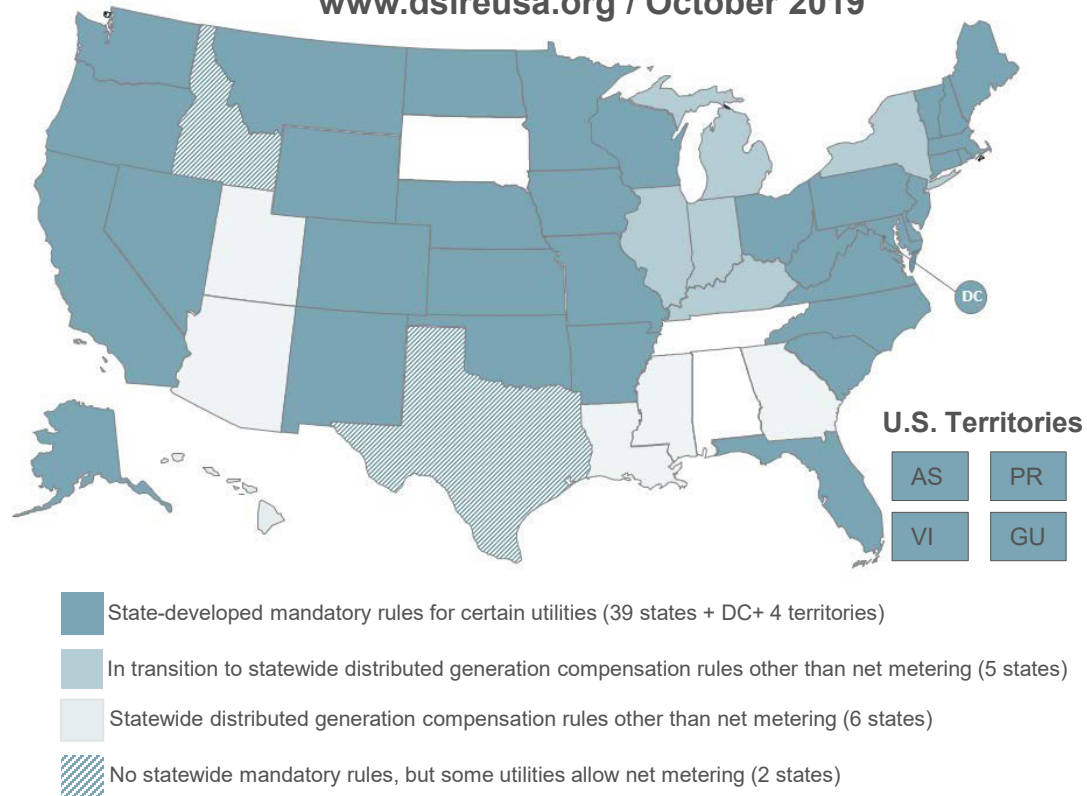 www.dsireusa.org / October 2019
DC
U.S. Territories
AS PR
VI GU
State-developed mandatory rules for certain utilities (39 states + DC+ 4 territories)
In transition to statewide distributed generation compensation rules other than net metering (5 states)
Statewide distributed generation compensation rules other than net metering (6 states)
No statewide mandatory rules, but some utilities allow net metering (2 states)